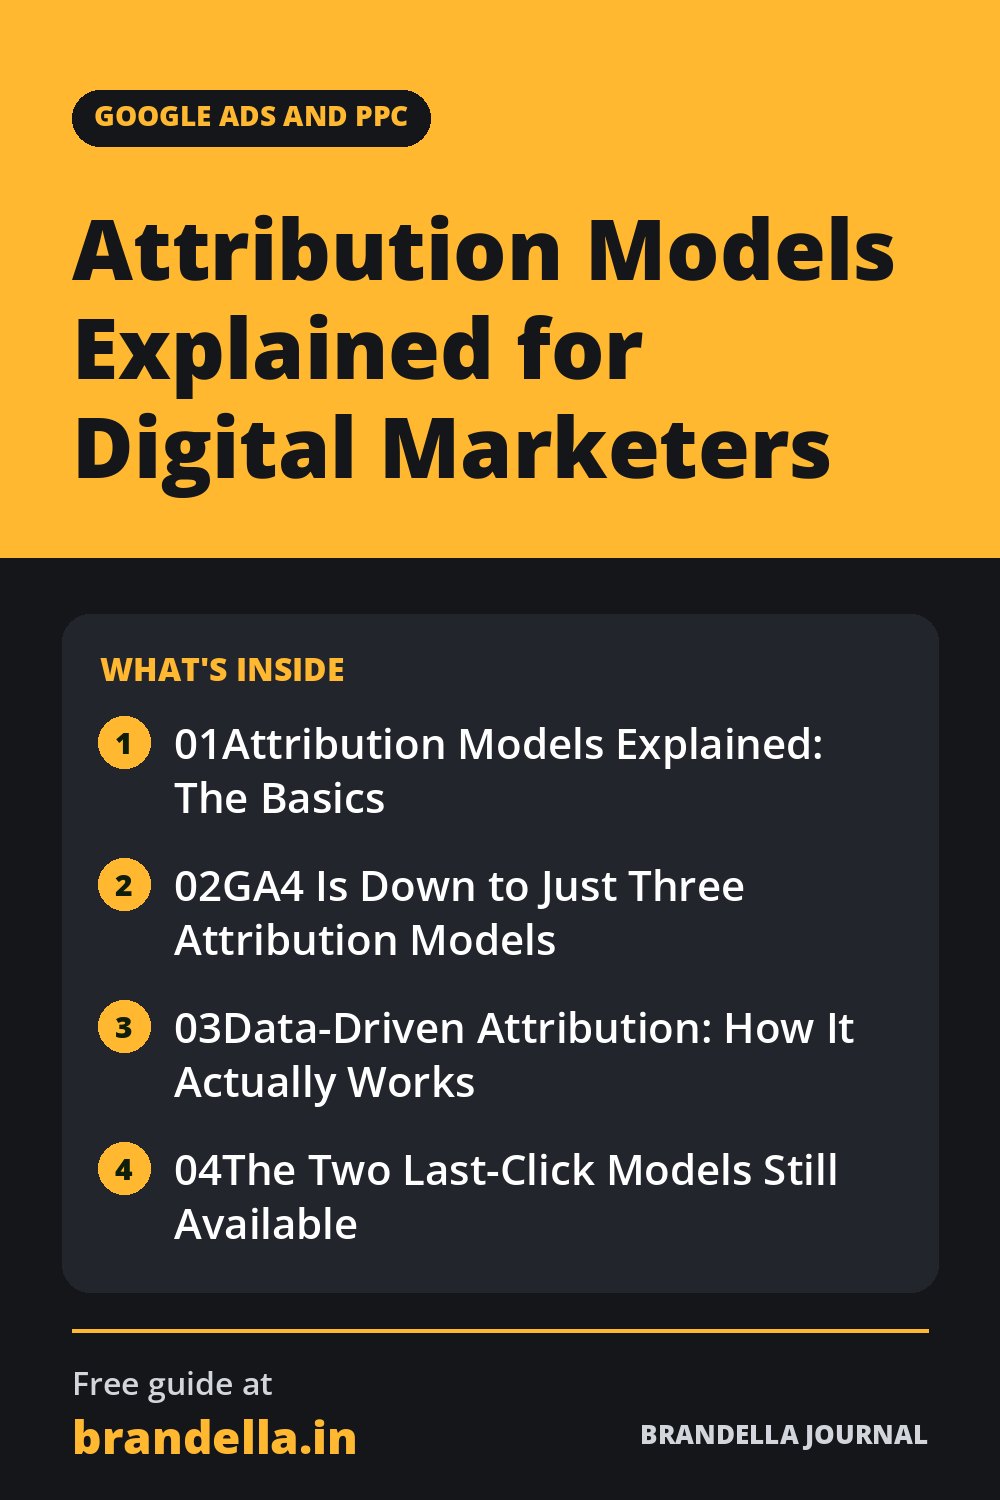 GOOGLE ADS AND PPC
Attribution Models
Explained for
Digital Marketers
WHAT'S INSIDE
1 01Attribution Models Explained:
The Basics
2 02GA4 Is Down to Just Three
Attribution Models
3 03Data-Driven Attribution: How It
Actually Works
4 04The Two Last-Click Models Still
Available
Free guide at
brandella.in
BRANDELLA JOURNAL